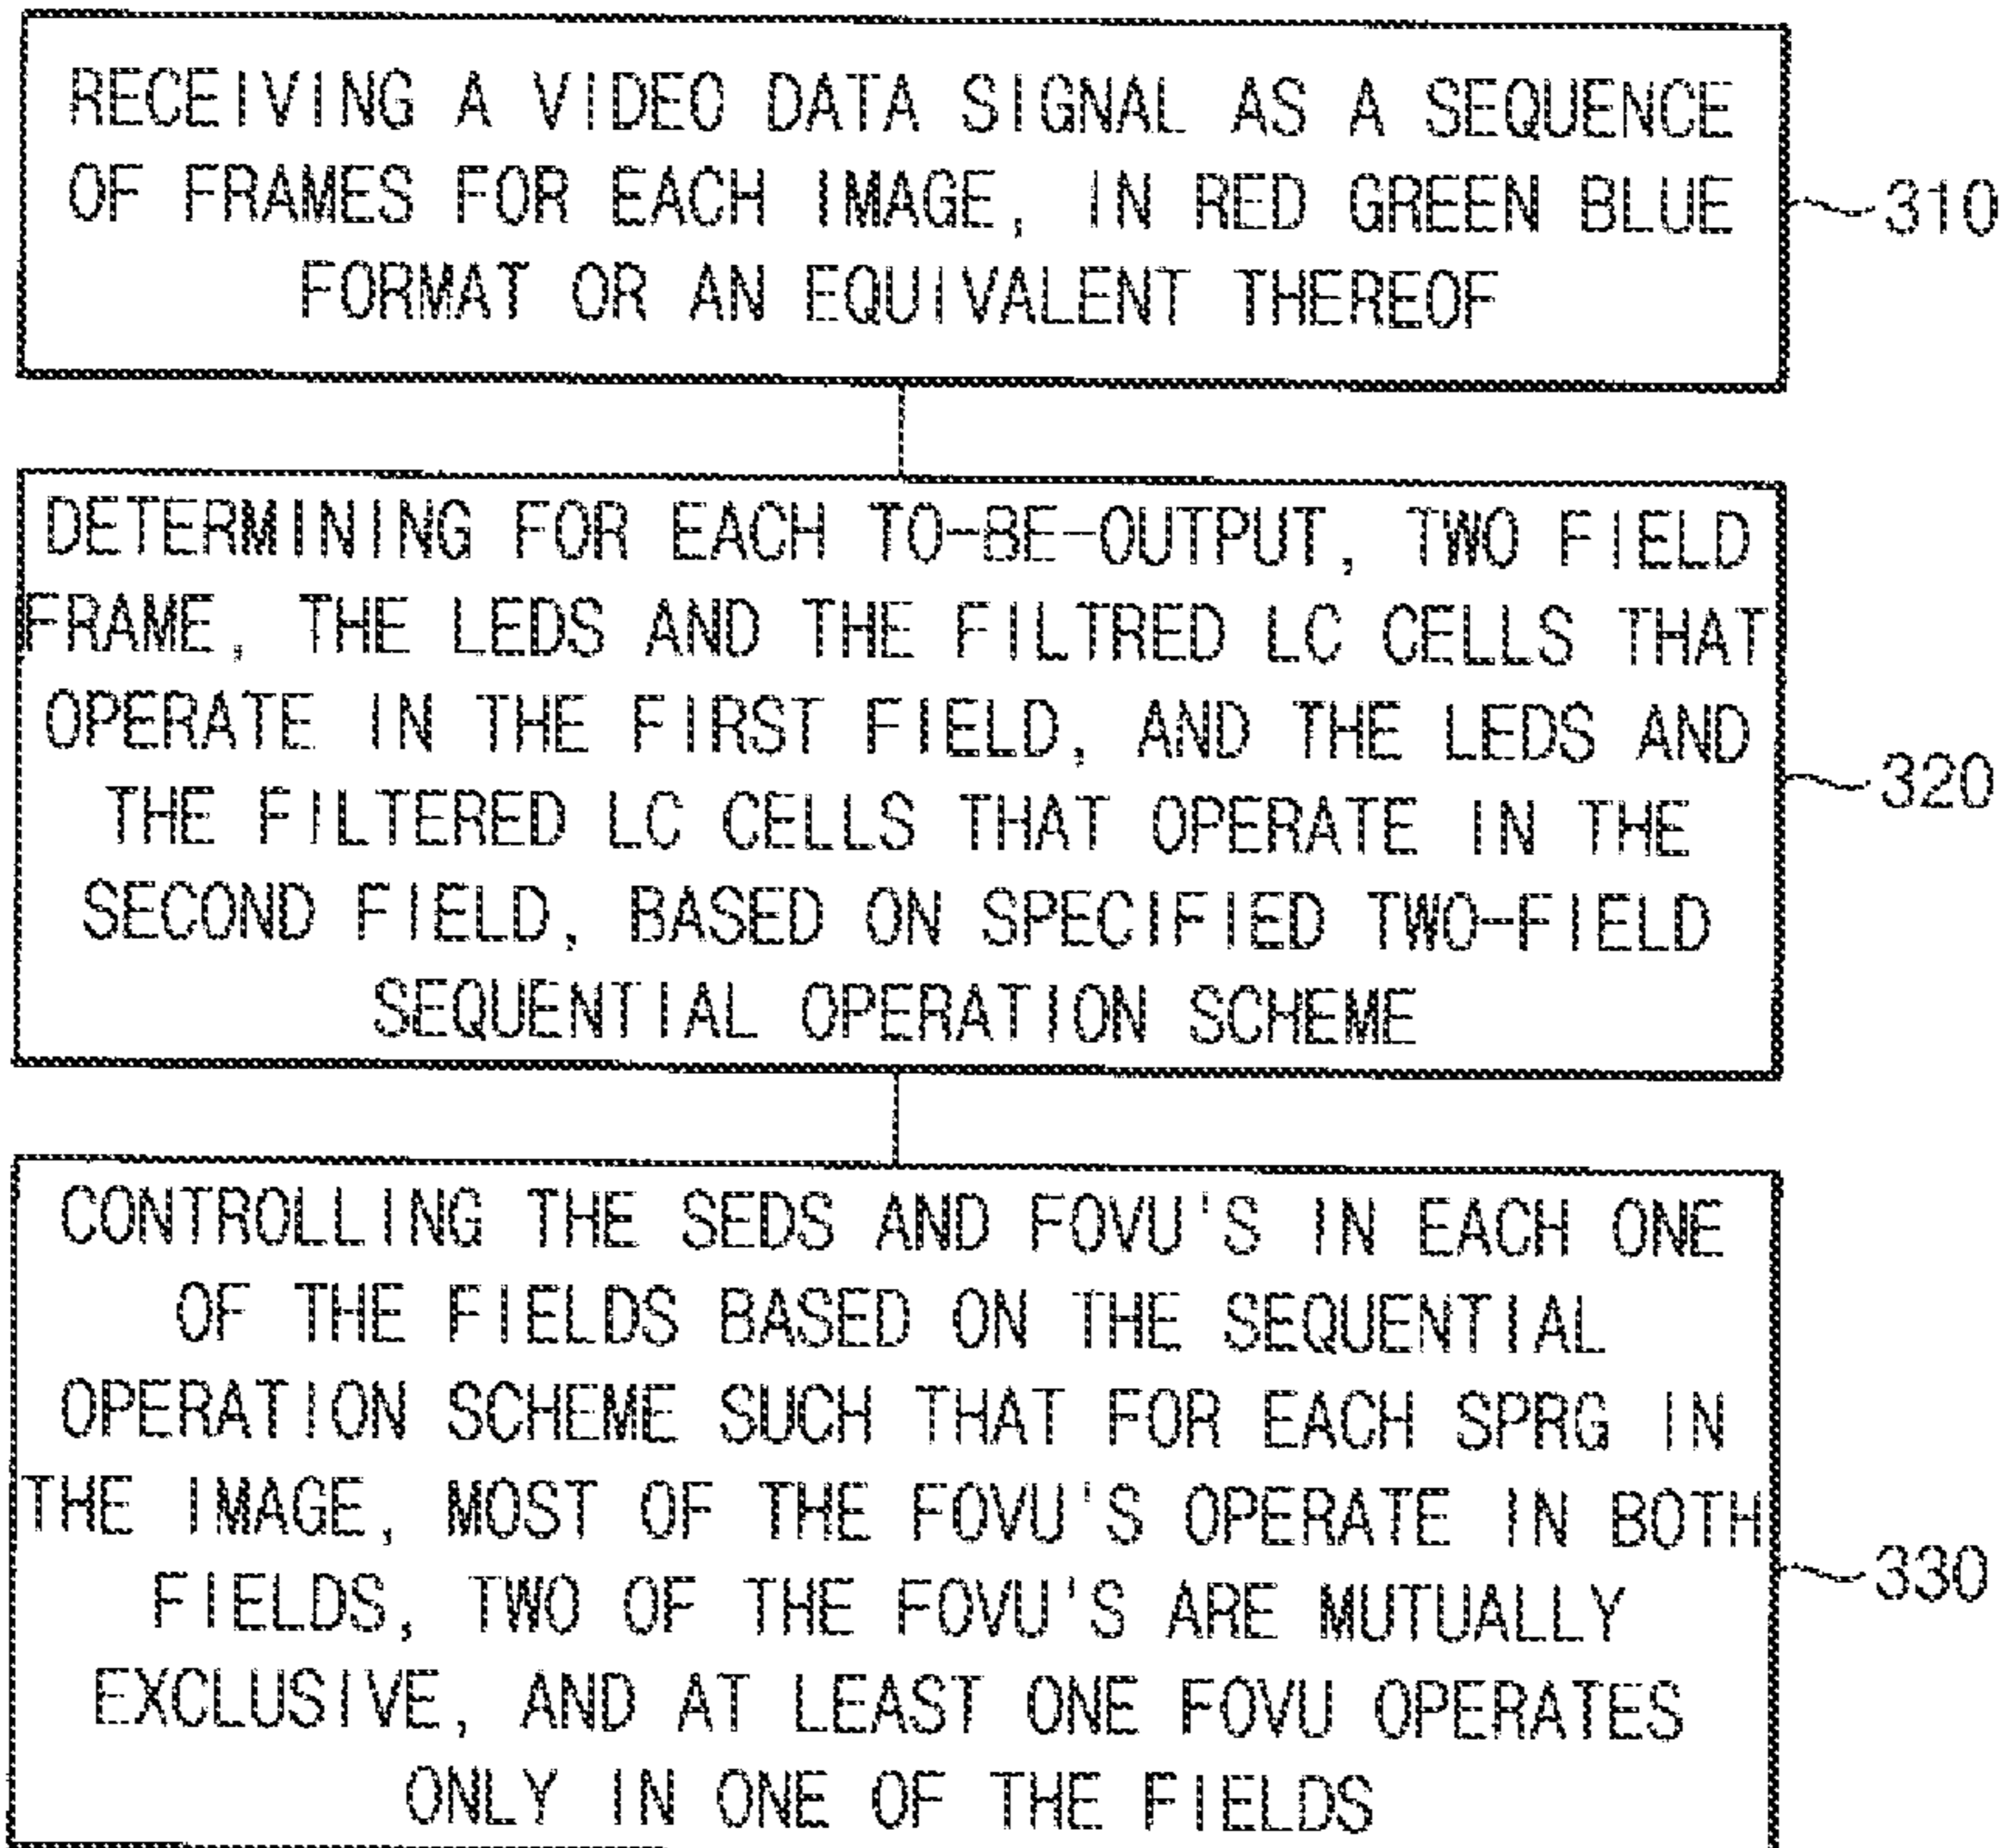 RECEIVING A VIDEO DATA SIGNAL AS A SEQUENCE
OF FRAMES FOR EACH IMAGE, IN RED GREEN BLUE
FORMAT OR AN EQUIVALENT THEREOF
310
DETERMINING FOR EACH TO-BE-OUTPUT, TWO FIELD
FRAME, THE LEDS AND THE FILTRED LC CELLS THAT
OPERATE IN THE FIRST FIELD, AND THE LEDS AND
THE FILTERED LC CELLS THAT OPERATE IN THE
SECOND FIELD, BASED ON SPECIFIED TWO-FIELD
SEQUENTIAL OPERATION SCHEME
320
CONTROLLING THE SEDS AND FOVU'S IN EACH ONE
OF THE FIELDS BASED ON THE SEQUENTIAL
OPERATION SCHEME SUCH THAT FOR EACH SPRG IN
THE IMAGE, MOST OF THE FOVU'S OPERATE IN BOTH
FIELDS, TWO OF THE FOVU'S ARE MUTUALLY
EXCLUSIVE, AND AT LEAST ONE FOVU OPERATES
ONLY IN ONE OF THE FIELDS
330